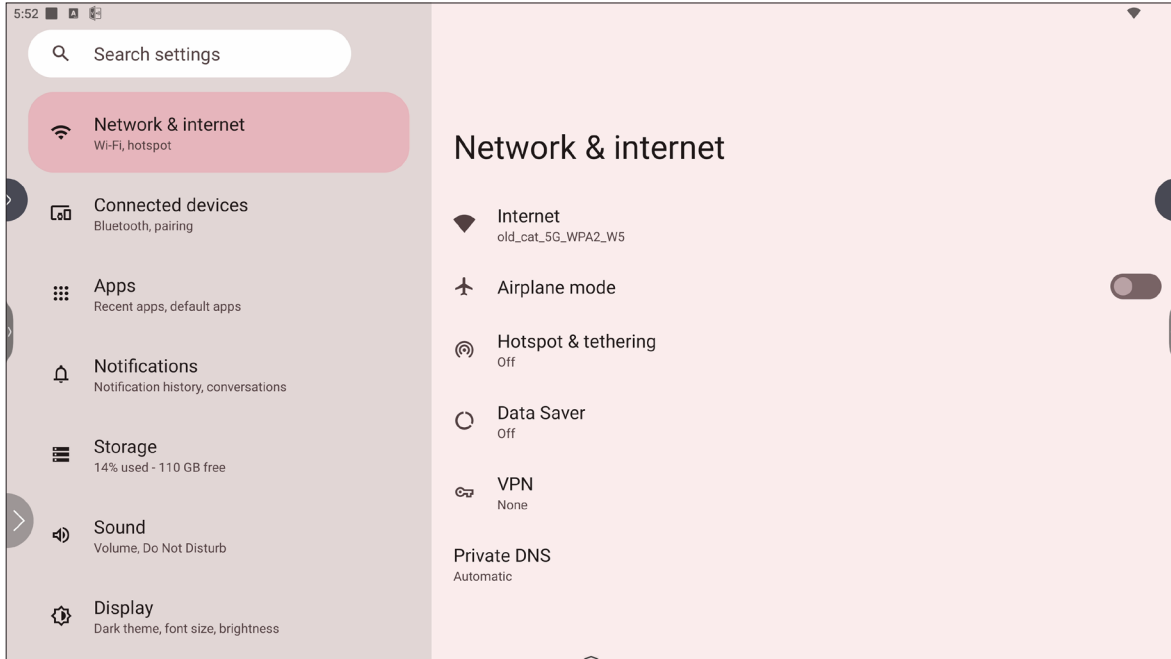 5:52
Search settings
Network & internet
Wi-Fi, hotspot
Connected devices
Bluetooth, pairing
Apps
Recent apps, default apps
Notifications
Notification history, conversations
Storage
14% used - 110 GB free
Sound
Volume, Do Not Disturb
Display
Dark theme, font size, brightness
Network & internet
Internet
old_cat_5G_WPA2_W5
Airplane mode
Hotspot & tethering
Off
Data Saver
Off
VPN
None
Private DNS
Automatic